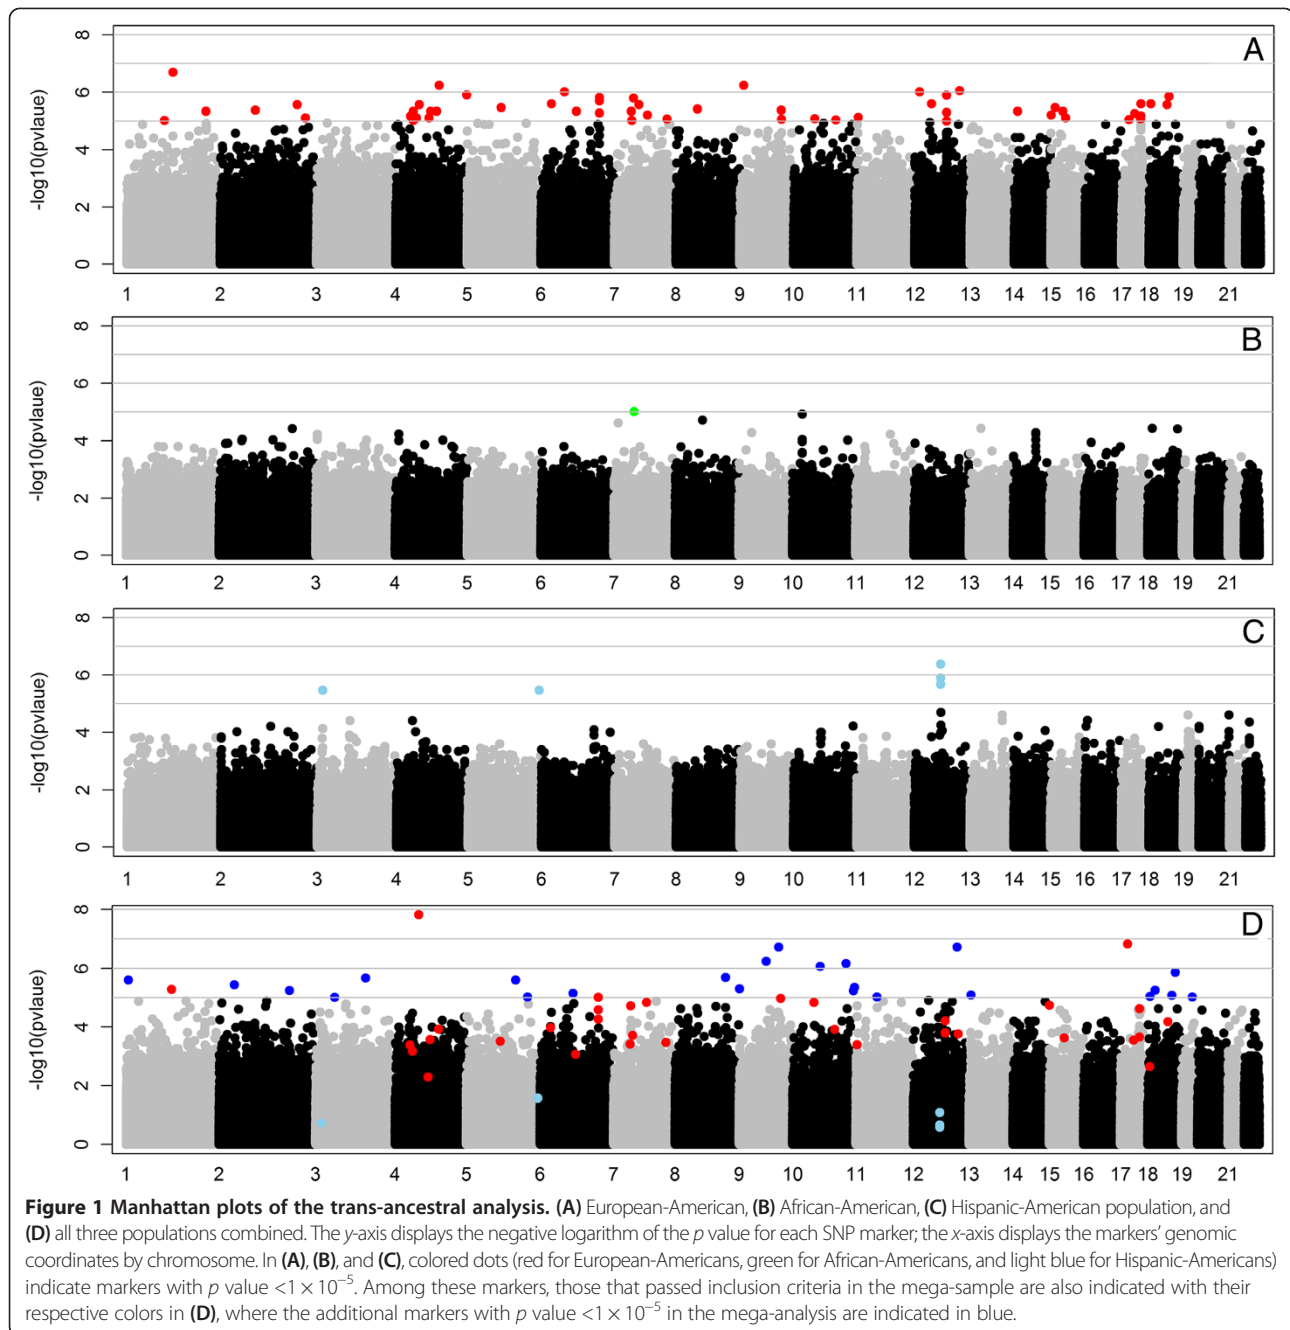 A
-log10(pvlaue)
8
6
4
2
0
1 2 3 4 5 6 7 8 9 10 11 12 13 14 15 16 17 18 19 21
B
-log10(pvlaue)
8
6
4
2
0
1 2 3 4 5 6 7 8 9 10 11 12 13 14 15 16 17 18 19 21
C
-log10(pvlaue)
8
6
4
2
0
1 2 3 4 5 6 7 8 9 10 11 12 13 14 15 16 17 18 19 21
D
-log10(pvlaue)
8
6
4
2
0
1 2 3 4 5 6 7 8 9 10 11 12 13 14 15 16 17 18 19 21
Figure 1 Manhattan plots of the trans-ancestral analysis. (A) European-American, (B) African-American, (C) Hispanic-American population, and
(D) all three populations combined. The y-axis displays the negative logarithm of the p value for each SNP marker; the x-axis displays the markers' genomic
coordinates by chromosome. In (A), (B), and (C), colored dots (red for European-Americans, green for African-Americans, and light blue for Hispanic-Americans)
indicate markers with p value <1 × 10⁻⁵. Among these markers, those that passed inclusion criteria in the mega-sample are also indicated with their
respective colors in (D), where the additional markers with p value <1 × 10⁻⁵ in the mega-analysis are indicated in blue.